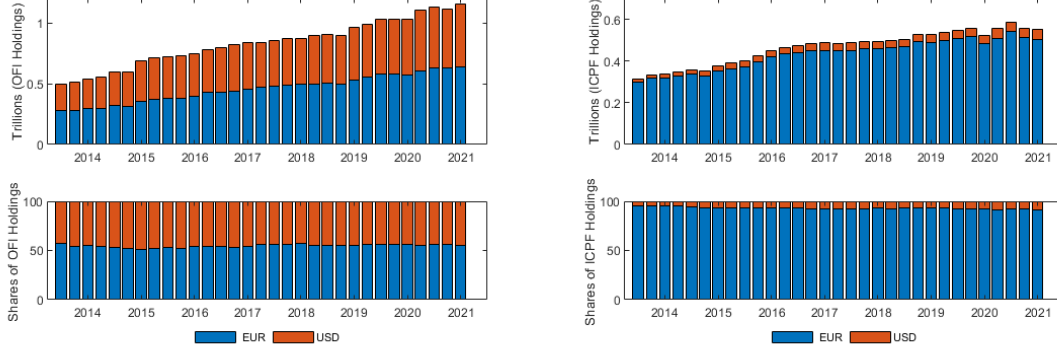 Trillions (OFI Holdings)
1
0.5
0
2014 2015 2016 2017 2018 2019 2020 2021
Trillions (ICPF Holdings)
0.6
0.4
0.2
0
2014 2015 2016 2017 2018 2019 2020 2021
Shares of OFI Holdings
100
50
0
2014 2015 2016 2017 2018 2019 2020 2021
EUR USD
Shares of ICPF Holdings
100
50
0
2014 2015 2016 2017 2018 2019 2020 2021
EUR USD